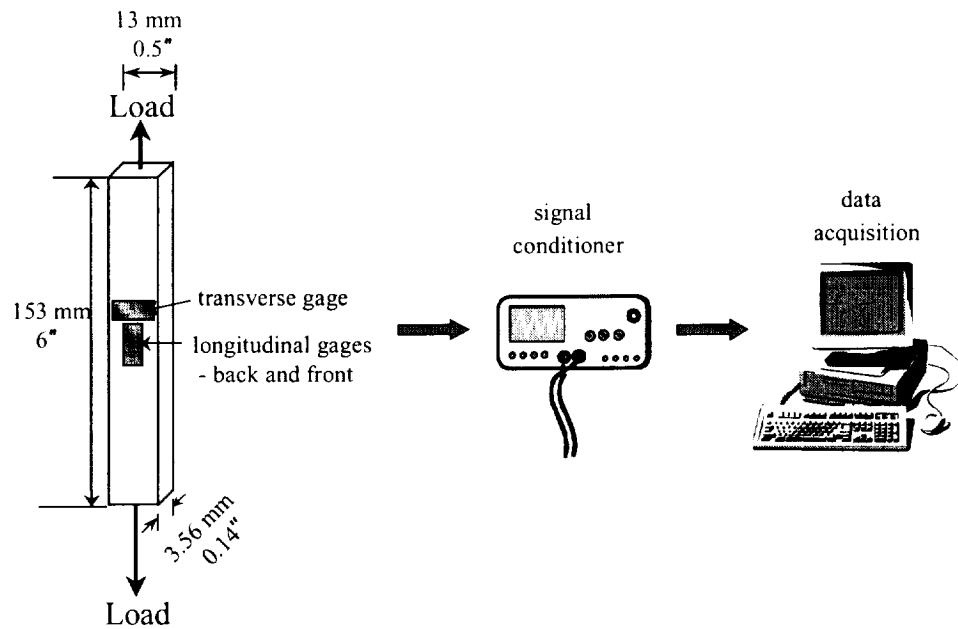 13 mm
0.5"
Load
153 mm
6"
transverse gage
longitudinal gages
- back and front
3.56 mm
0.14"
Load
signal
conditioner
data
acquisition